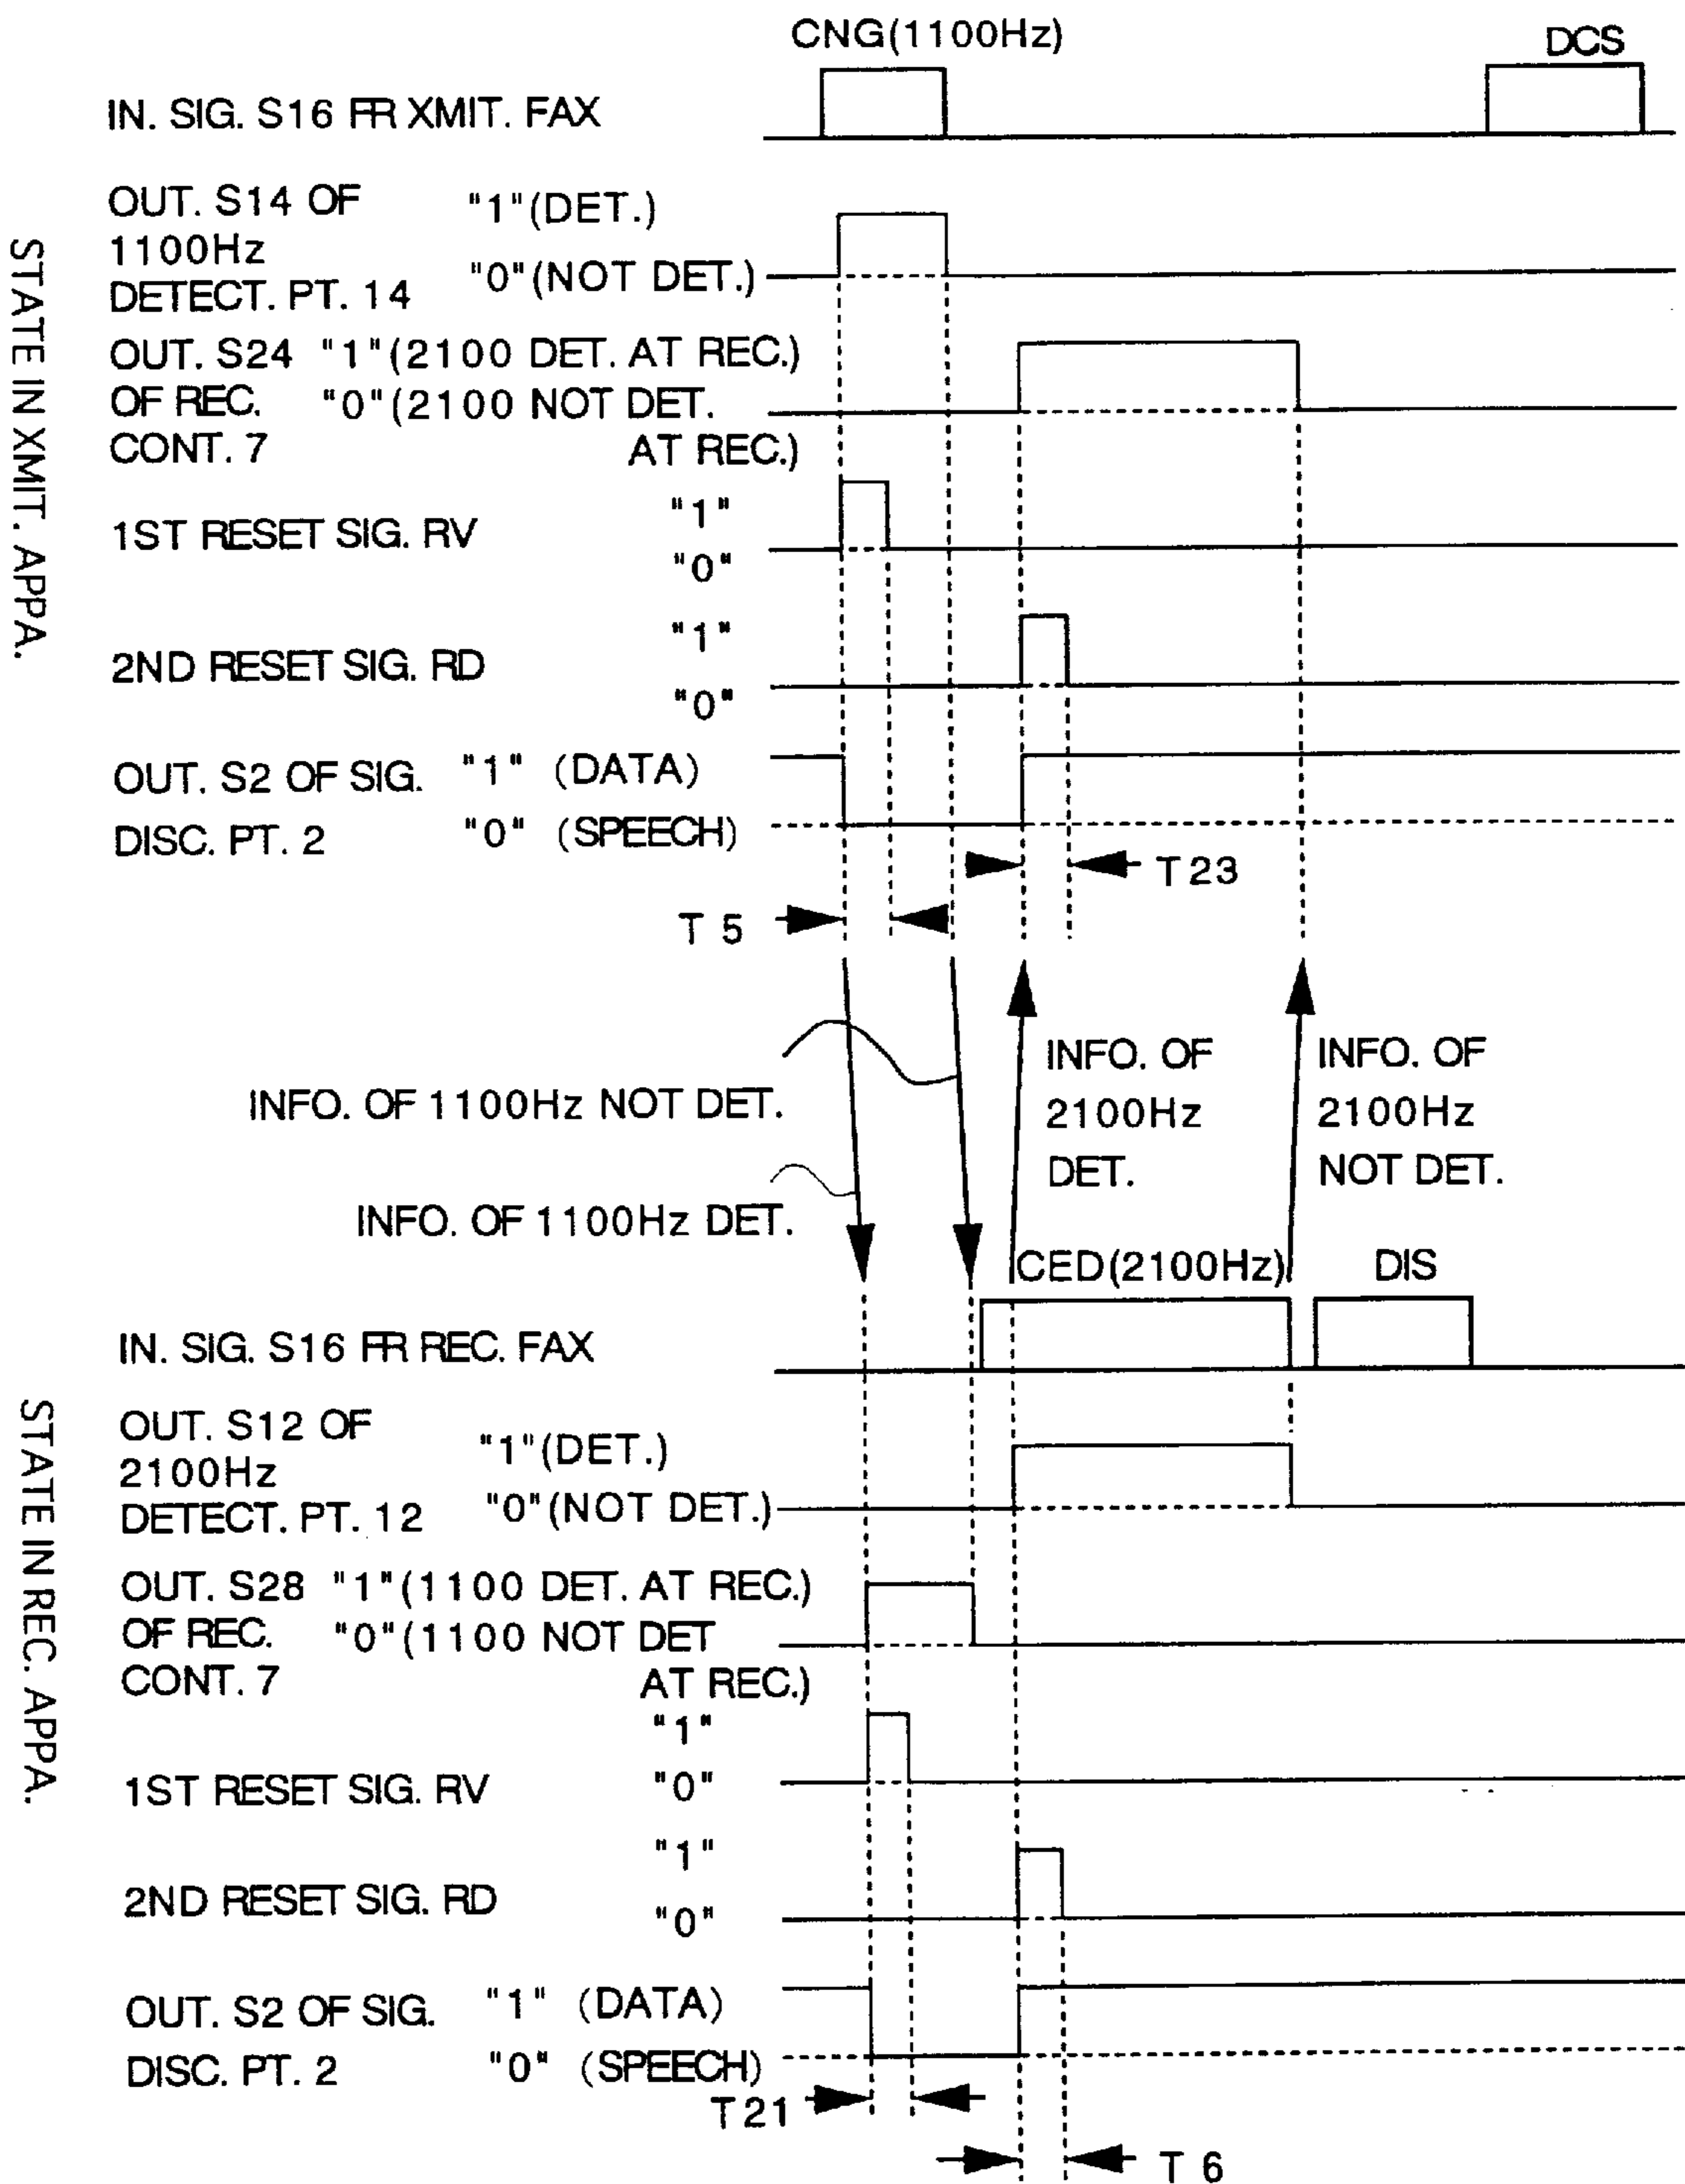 CNG(1100Hz)
DCS
IN. SIG. S16 FR XMIT. FAX
STATE IN XMIT. APPA.
OUT. S14 OF "1"(DET.)
1100Hz
DETECT. PT. 14 "0"(NOT DET.)
OUT. S24 "1"(2100 DET. AT REC.)
OF REC. "0"(2100 NOT DET.
CONT. 7 AT REC.)
"1"
1ST RESET SIG. RV
"0"
"1"
2ND RESET SIG. RD
"0"
OUT. S2 OF SIG. "1" (DATA)
DISC. PT. 2 "0" (SPEECH)
T23
T 5
INFO. OF 1100Hz NOT DET.
INFO. OF 1100Hz DET.
INFO. OF
2100Hz
DET.
INFO. OF
2100Hz
NOT DET.
CED(2100Hz)
DIS
IN. SIG. S16 FR REC. FAX
STATE IN REC. APPA.
OUT. S12 OF "1"(DET.)
2100Hz
DETECT. PT. 12 "0"(NOT DET.)
OUT. S28 "1"(1100 DET. AT REC.)
OF REC. "0"(1100 NOT DET
CONT. 7 AT REC.)
"1"
1ST RESET SIG. RV "0"
"1"
2ND RESET SIG. RD "0"
OUT. S2 OF SIG. "1" (DATA)
DISC. PT. 2 "0" (SPEECH)
T21
T 6